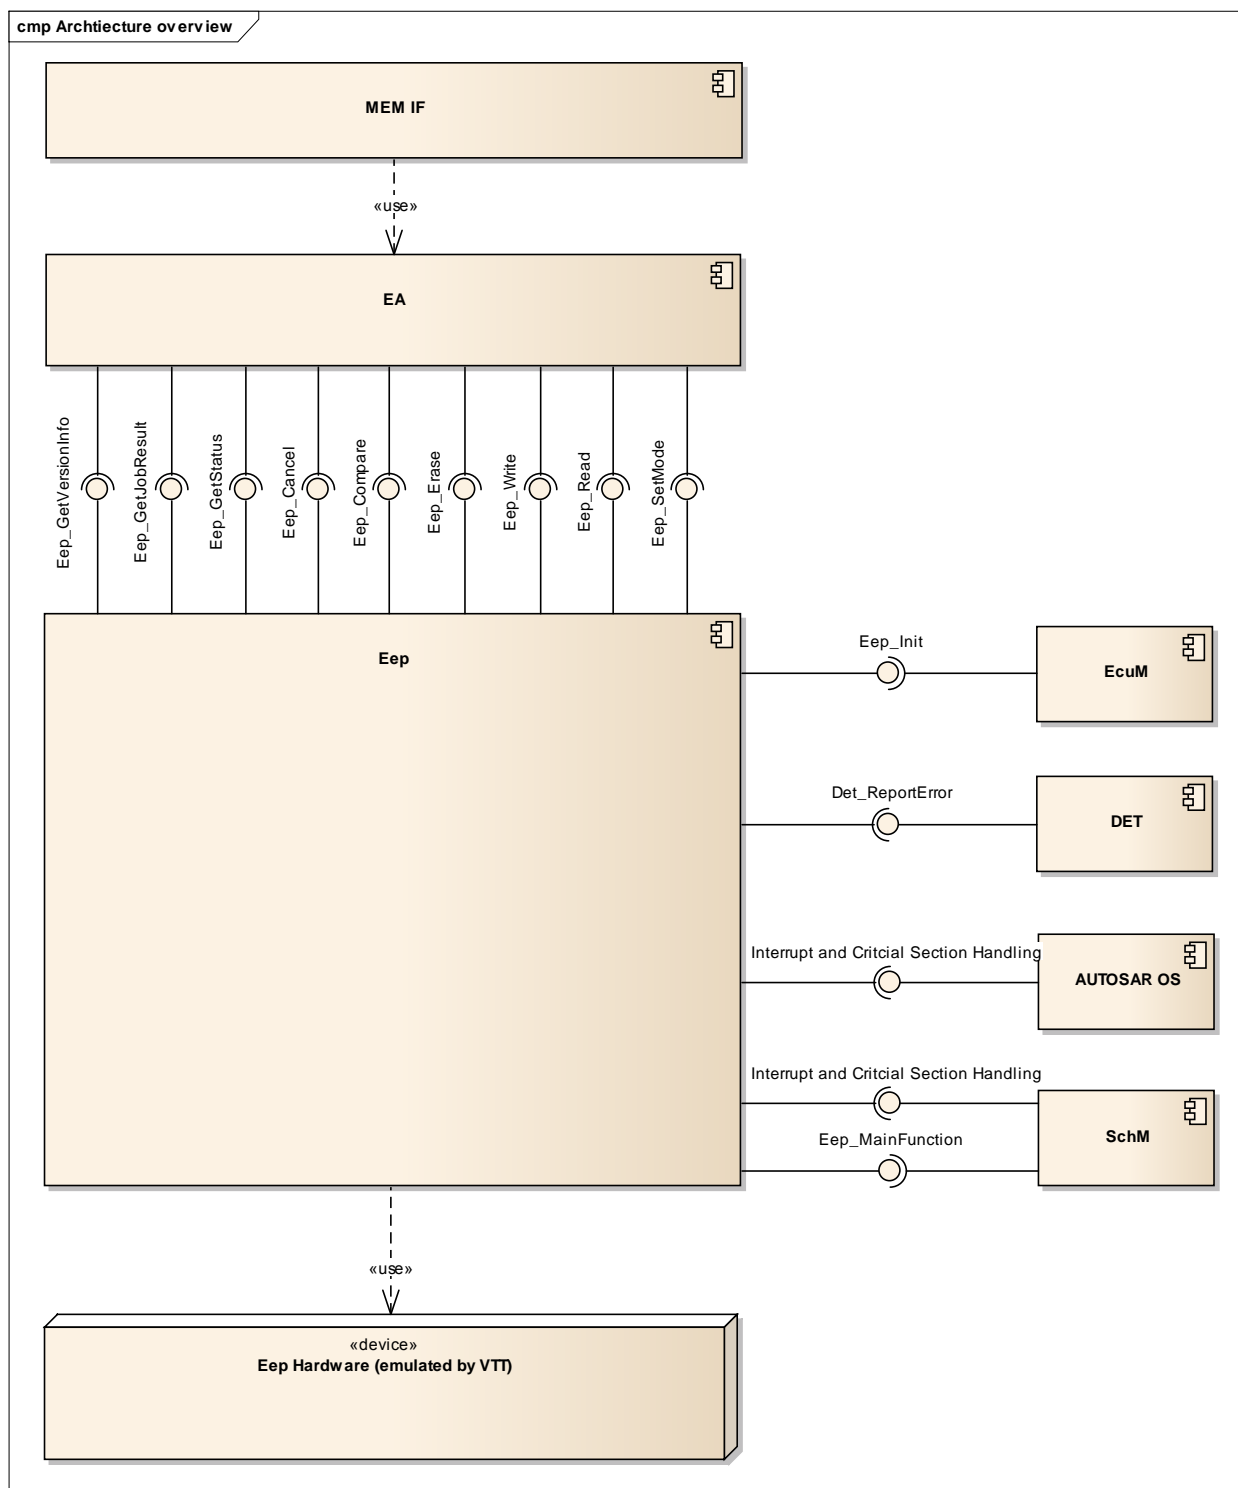 cmp Archtiecture overview
MEM IF
«use»
EA
Eep_GetVersionInfo
Eep_GetJobResult
Eep_GetStatus
Eep_Cancel
Eep_Compare
Eep_Erase
Eep_Write
Eep_Read
Eep_SetMode
Eep
Eep_Init
EcuM
Det_ReportError
DET
Interrupt and Critcial Section Handling
AUTOSAR OS
Interrupt and Critcial Section Handling
SchM
Eep_MainFunction
«use»
«device»
Eep Hardware (emulated by VTT)